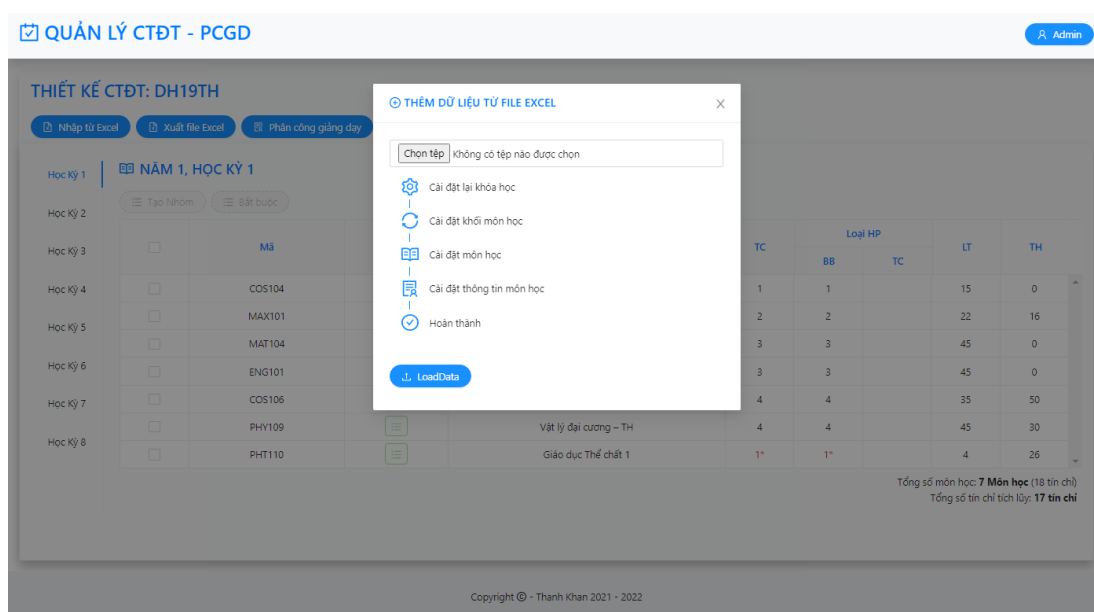 QUẢN LÝ CTĐT - PCGD
Admin
THIẾT KẾ CTĐT: DH19TH
Nhập từ Excel
Xuất file Excel
Phân công giảng dạy
THÊM DỮ LIỆU TỪ FILE EXCEL
Chọn tệp Không có tệp nào được chọn
Cài đặt lại khóa học
Cài đặt khối môn học
Cài đặt môn học
Cài đặt thông tin môn học
Hoàn thành
LoadData
Học Kỳ 1
Học Kỳ 2
Học Kỳ 3
Học Kỳ 4
Học Kỳ 5
Học Kỳ 6
Học Kỳ 7
Học Kỳ 8
NĂM 1, HỌC KỲ 1
Tạo Nhóm
Bắt buộc
Mã TC Loại HP LT TH
BB TC
COS104 1 1 15 0
MAX101 2 2 22 16
MAT104 3 3 45 0
ENG101 3 3 45 0
COS106 4 4 35 50
PHY109 Vật lý đại cương – TH 4 4 45 30
PHT110 Giáo dục Thể chất 1 1* 1* 4 26
Tổng số môn học: 7 Môn học (18 tín chỉ)
Tổng số tín chỉ tích lũy: 17 tín chỉ
Copyright © - Thanh Khan 2021 - 2022